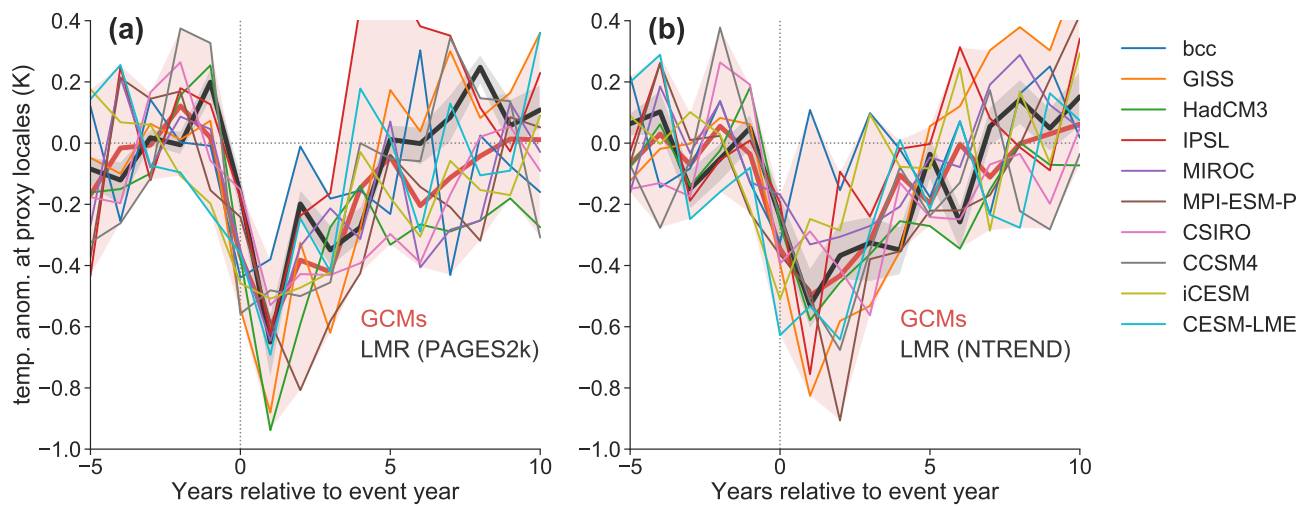 (a)
temp. anom. at proxy locales (K)
0.4
0.2
0.0
−0.2
−0.4
−0.6
−0.8
−1.0
GCMs
LMR (PAGES2k)
−5
0
5
10
Years relative to event year
(b)
0.4
0.2
0.0
−0.2
−0.4
−0.6
−0.8
−1.0
GCMs
LMR (NTREND)
−5
0
5
10
Years relative to event year
bcc
GISS
HadCM3
IPSL
MIROC
MPI-ESM-P
CSIRO
CCSM4
iCESM
CESM-LME